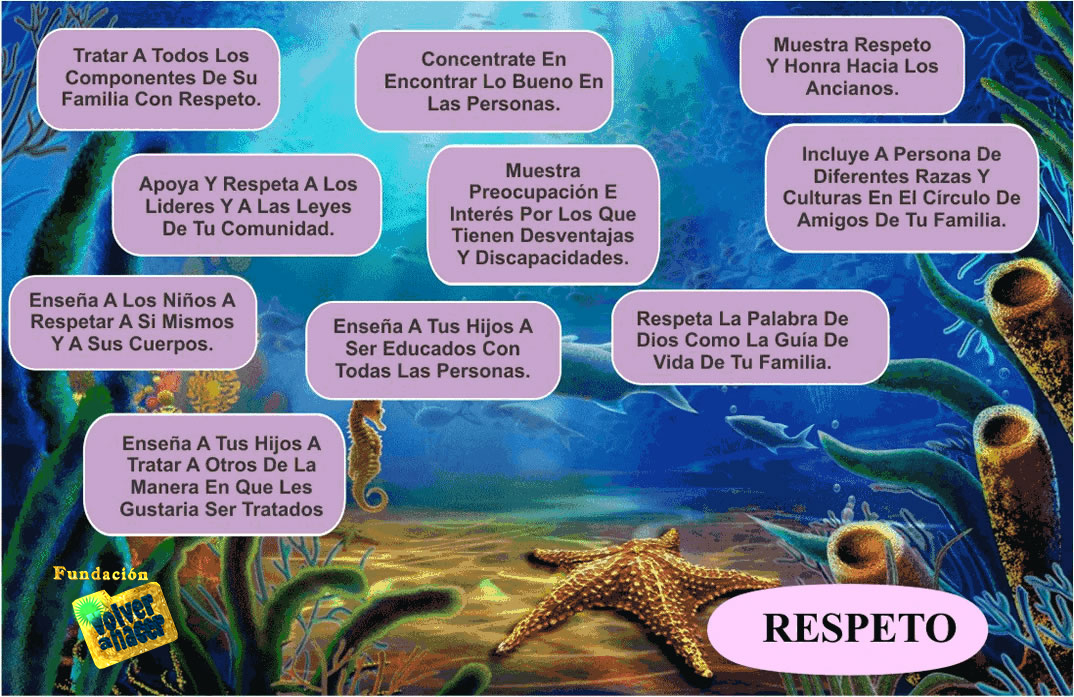 Tratar A Todos Los
Componentes De Su
Familia Con Respeto.
Concentrate En
Encontrar Lo Bueno En
Las Personas.
Muestra Respeto
Y Honra Hacia Los
Ancianos.
Apoya Y Respeta A Los
Lideres Y A Las Leyes
De Tu Comunidad.
Muestra
Preocupación E
Interés Por Los Que
Tienen Desventajas
Y Discapacidades.
Incluye A Persona De
Diferentes Razas Y
Culturas En El Círculo De
Amigos De Tu Familia.
Enseña A Los Niños A
Respetar A Si Mismos
Y A Sus Cuerpos.
Enseña A Tus Hijos A
Ser Educados Con
Todas Las Personas.
Respeta La Palabra De
Dios Como La Guía De
Vida De Tu Familia.
Enseña A Tus Hijos A
Tratar A Otros De La
Manera En Que Les
Gustaria Ser Tratados
Fundación
volver
a nacer
RESPETO